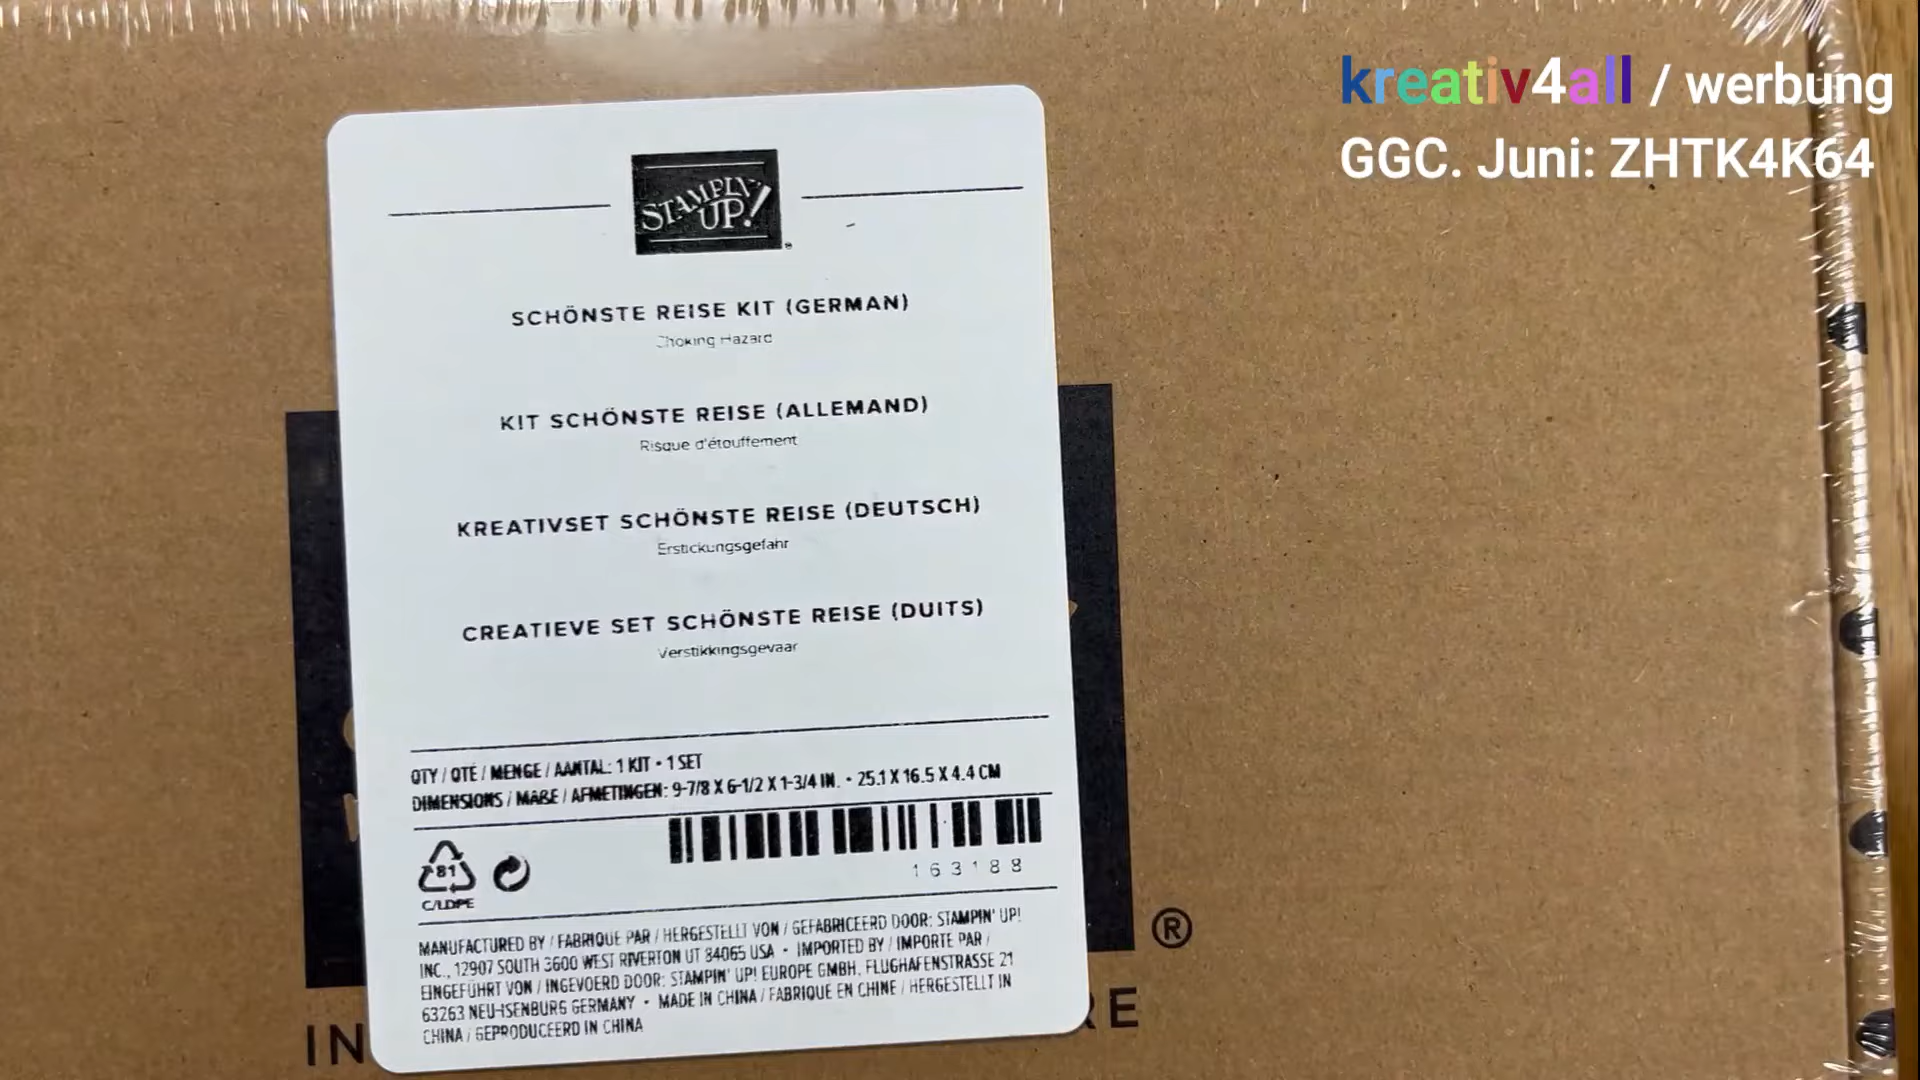 kreativ4all / werbung
GGC. Juni: ZHTK4K64
STAMPIN' UP!®
SCHÖNSTE REISE KIT (GERMAN)
Choking Hazard
KIT SCHÖNSTE REISE (ALLEMAND)
Risque d'étouffement
KREATIVSET SCHÖNSTE REISE (DEUTSCH)
Erstickungsgefahr
CREATIEVE SET SCHÖNSTE REISE (DUITS)
Verstikkingsgevaar
QTY / QTÉ / MENGE / AANTAL: 1 KIT • 1 SET
DIMENSIONS / MAßE / AFMETINGEN: 9-7/8 X 6-1/2 X 1-3/4 IN. • 25.1 X 16.5 X 4.4 CM
81
C/LDPE
163188
MANUFACTURED BY / FABRIQUÉ PAR / HERGESTELLT VON / GEFABRICEERD DOOR: STAMPIN' UP!
INC., 12907 SOUTH 3600 WEST RIVERTON UT 84065 USA • IMPORTED BY / IMPORTÉ PAR /
EINGEFÜHRT VON / INGEVOERD DOOR: STAMPIN' UP! EUROPE GMBH, FLUGHAFENSTRASSE 21
63263 NEU-ISENBURG GERMANY • MADE IN CHINA / FABRIQUÉ EN CHINE / HERGESTELLT IN
CHINA / GEPRODUCEERD IN CHINA
®